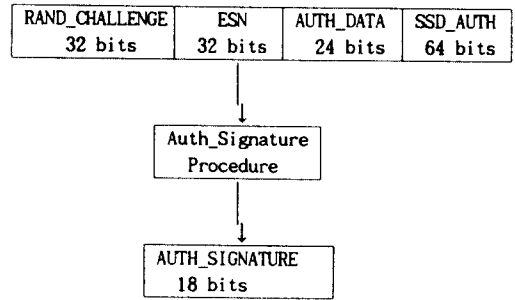 RAND_CHALLENGE ESN AUTH_DATA SSD_AUTH
32 bits 32 bits 24 bits 64 bits
Auth_Signature
Procedure
AUTH_SIGNATURE
18 bits